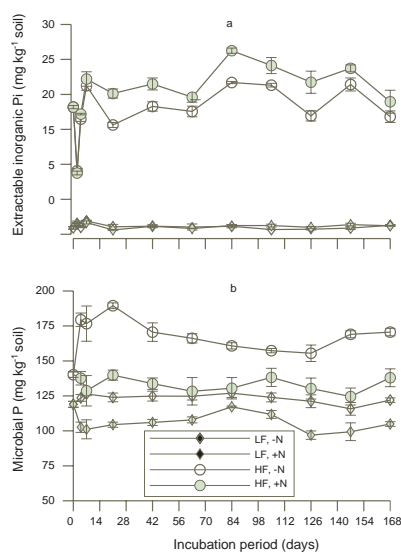 a
Extractable inorganic Pi (mg kg⁻¹ soil)
30
25
20
15
10
5
0
b
Microbial P (mg kg⁻¹ soil)
200
175
150
125
100
75
50
LF, -N
LF, +N
HF, -N
HF, +N
0 14 28 42 56 70 84 98 112 126 140 154 168
Incubation period (days)